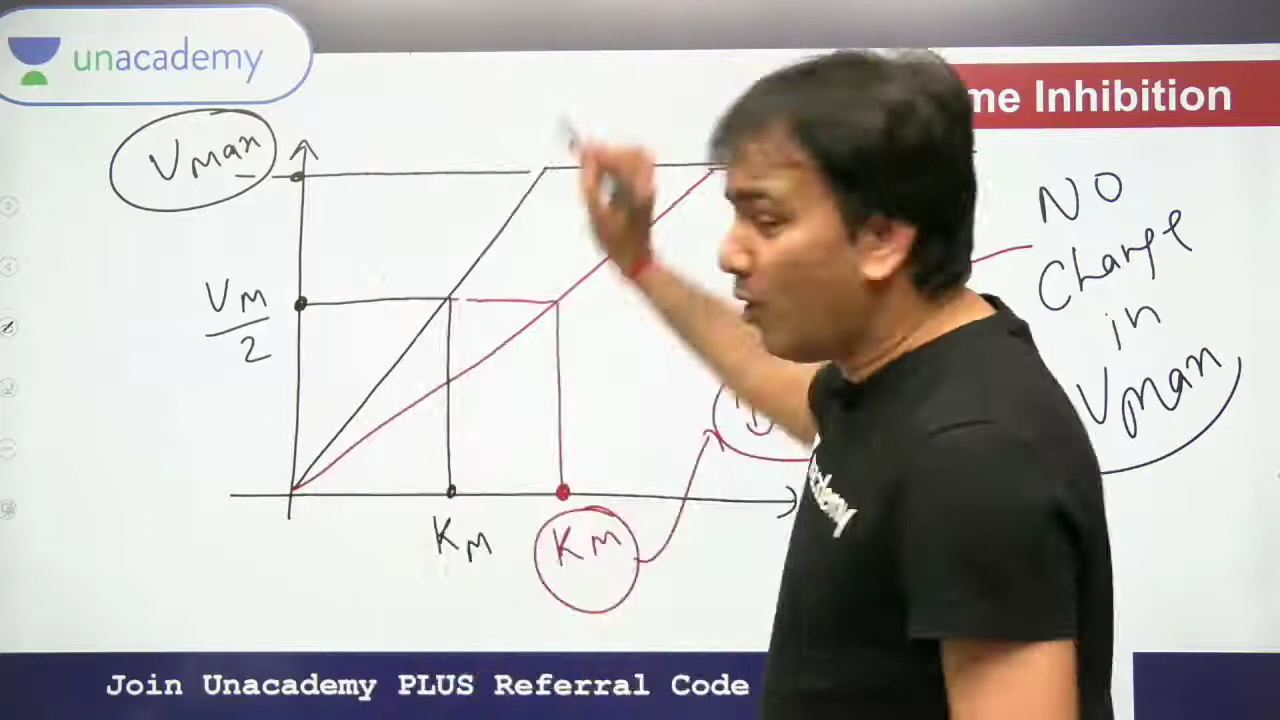 unacademy
me Inhibition
Vmax
NO
Change
in
Vmax
VM
2
KM
KM
Join Unacademy PLUS Referral Code